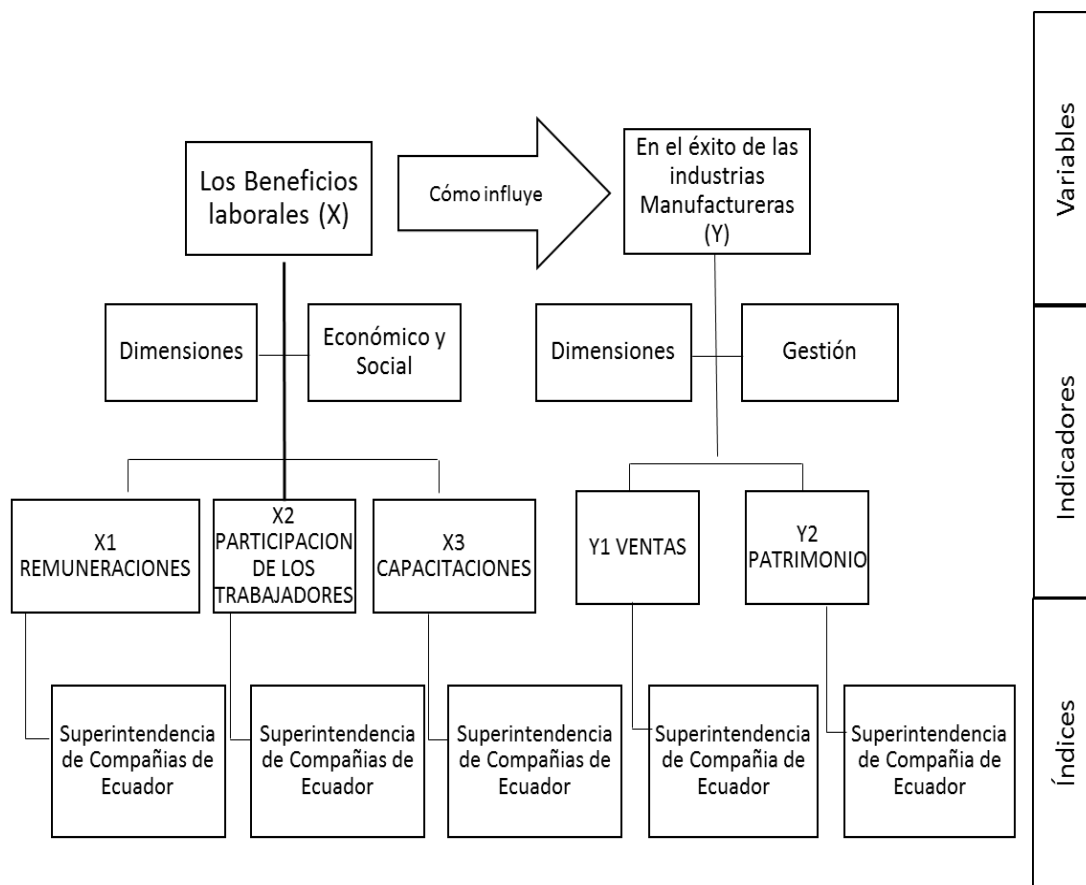 Los Beneficios
laborales (X)
Cómo influye
En el éxito de las
industrias
Manufactureras
(Y)
Variables
Dimensiones
Económico y
Social
Dimensiones
Gestión
Indicadores
X1
REMUNERACIONES
X2
PARTICIPACION
DE LOS
TRABAJADORES
X3
CAPACITACIONES
Y1 VENTAS
Y2
PATRIMONIO
Superintendencia
de Compañias de
Ecuador
Superintendencia
de Compañias de
Ecuador
Superintendencia
de Compañias de
Ecuador
Superintendencia
de Compañia de
Ecuador
Superintendencia
de Compañia de
Ecuador
Índices